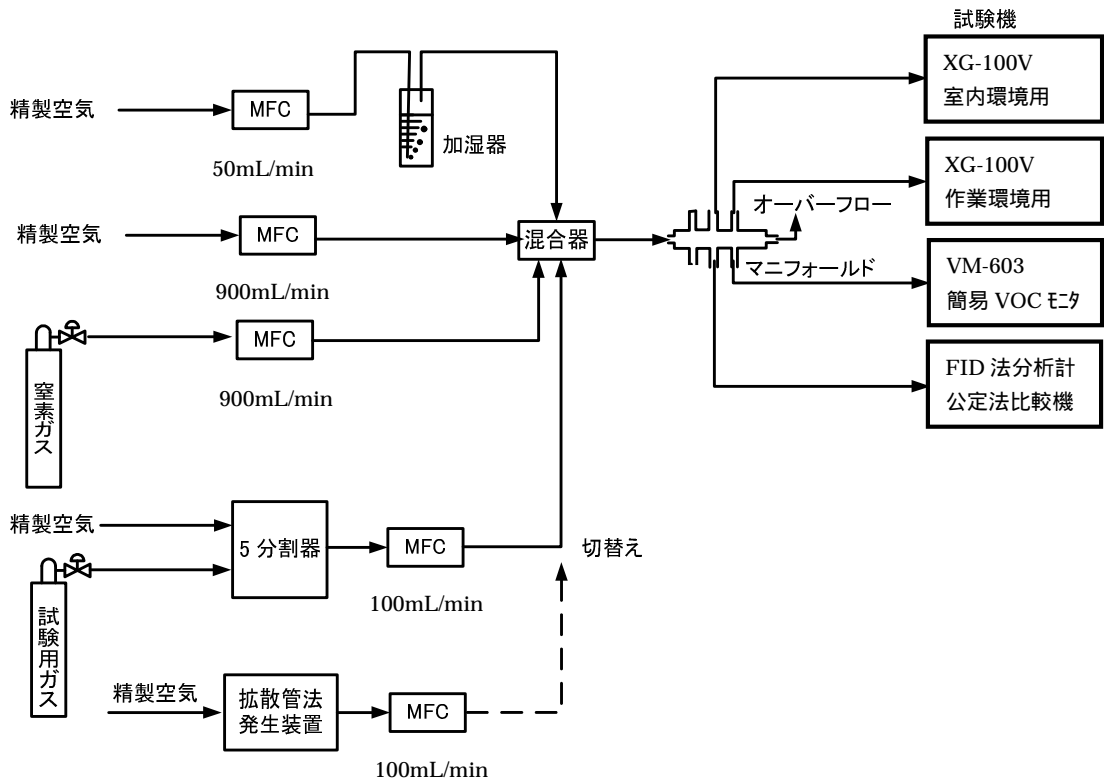 試験機
XG-100V
室内環境用
精製空気
MFC
加湿器
50mL/min
XG-100V
作業環境用
オーバーフロー
精製空気
MFC
混合器
マニフォールド
900mL/min
VM-603
簡易 VOC モニタ
MFC
900mL/min
窒素ガス
FID 法分析計
公定法比較機
精製空気
5 分割器
MFC
切替え
100mL/min
試験用ガス
精製空気
拡散管法
発生装置
MFC
100mL/min